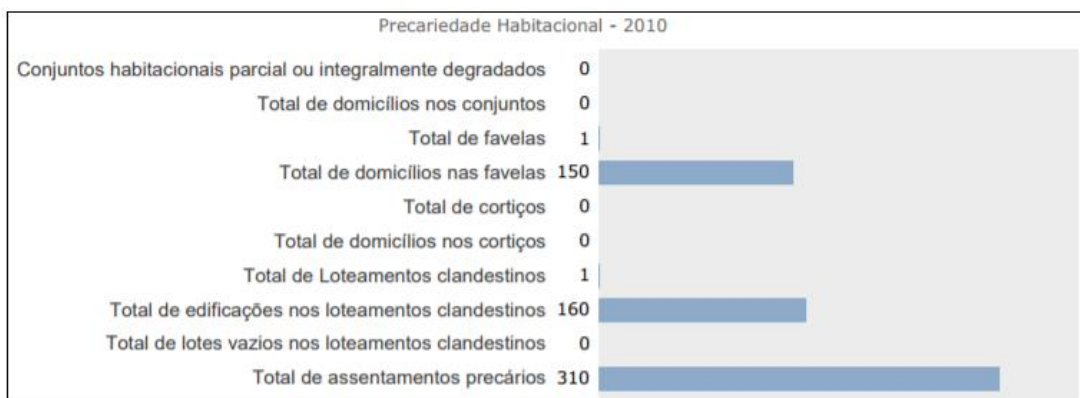 Precariedade Habitacional - 2010
Conjuntos habitacionais parcial ou integralmente degradados 0
Total de domicílios nos conjuntos 0
Total de favelas 1
Total de domicílios nas favelas 150
Total de cortiços 0
Total de domicílios nos cortiços 0
Total de Loteamentos clandestinos 1
Total de edificações nos loteamentos clandestinos 160
Total de lotes vazios nos loteamentos clandestinos 0
Total de assentamentos precários 310